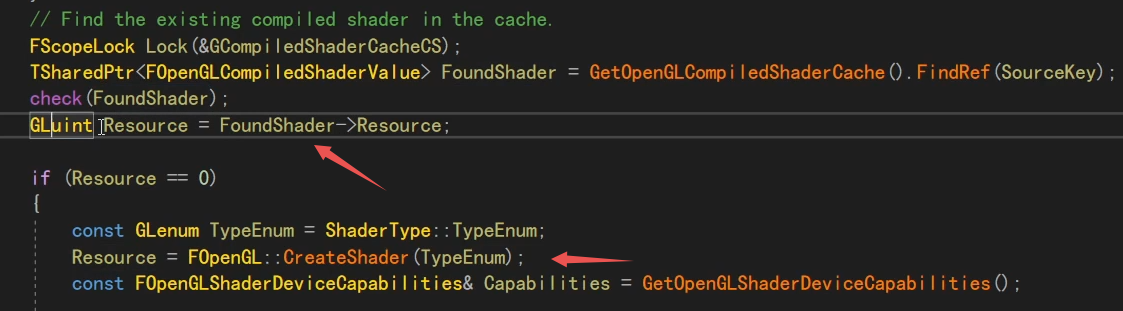 // Find the existing compiled shader in the cache.
FScopeLock Lock(&GCompiledShaderCacheCS);
TSharedPtr<FOpenGLCompiledShaderValue> FoundShader = GetOpenGLCompiledShaderCache().FindRef(SourceKey);
check(FoundShader);
GLuint Resource = FoundShader->Resource;
if (Resource == 0)
{
const GLenum TypeEnum = ShaderType::TypeEnum;
Resource = FOpenGL::CreateShader(TypeEnum);
const FOpenGLShaderDeviceCapabilities& Capabilities = GetOpenGLShaderDeviceCapabilities();